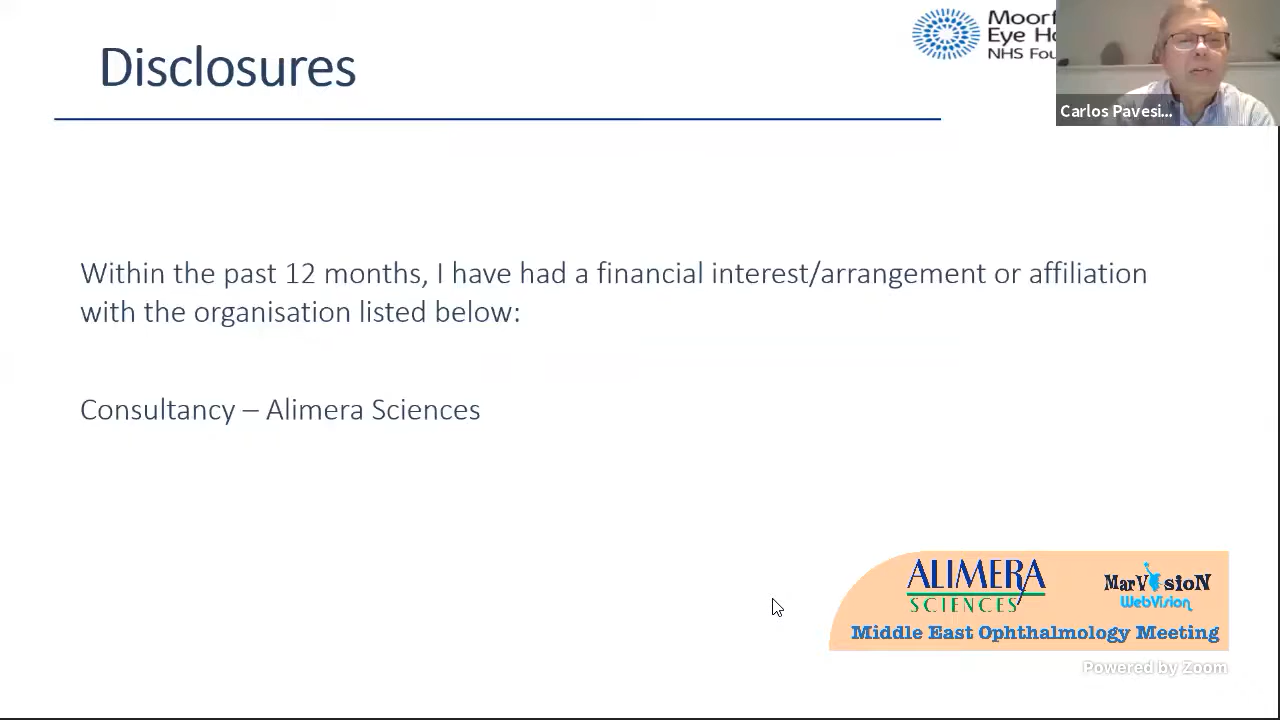 Disclosures
Moorf
Eye Ho
NHS Fou
Carlos Pavesi...
Within the past 12 months, I have had a financial interest/arrangement or affiliation
with the organisation listed below:
Consultancy – Alimera Sciences
ALIMERA
SCIENCES
MarVisioN
WebVision
Middle East Ophthalmology Meeting
Powered by Zoom